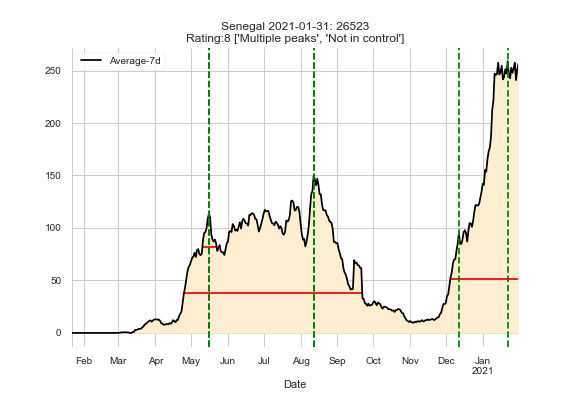 Senegal 2021-01-31: 26523
Rating:8 ['Multiple peaks', 'Not in control']
Average-7d
250
200
150
100
50
0
Feb Mar Apr May Jun Jul Aug Sep Oct Nov Dec Jan
2021
Date